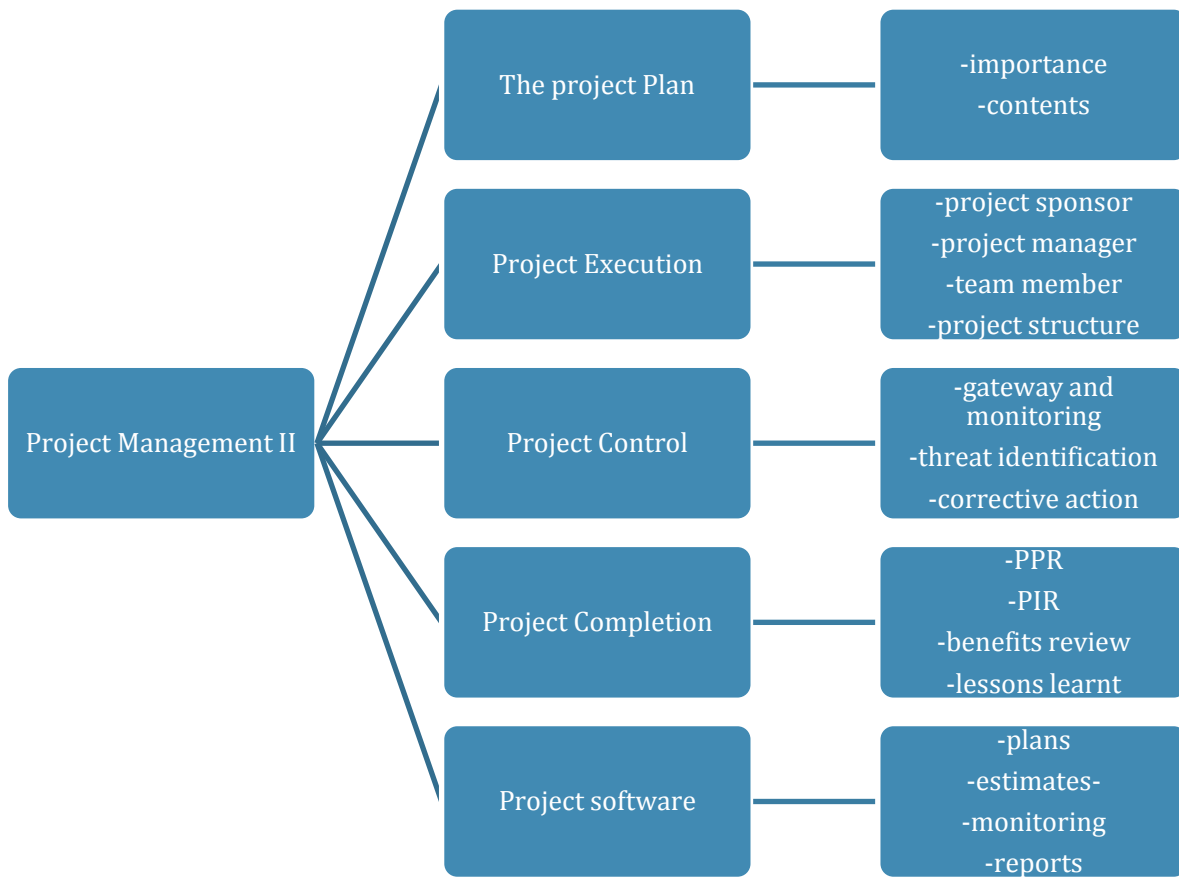 Project Management II
The project Plan
-importance
-contents
Project Execution
-project sponsor
-project manager
-team member
-project structure
Project Control
-gateway and
monitoring
-threat identification
-corrective action
Project Completion
-PPR
-PIR
-benefits review
-lessons learnt
Project software
-plans
-estimates-
-monitoring
-reports